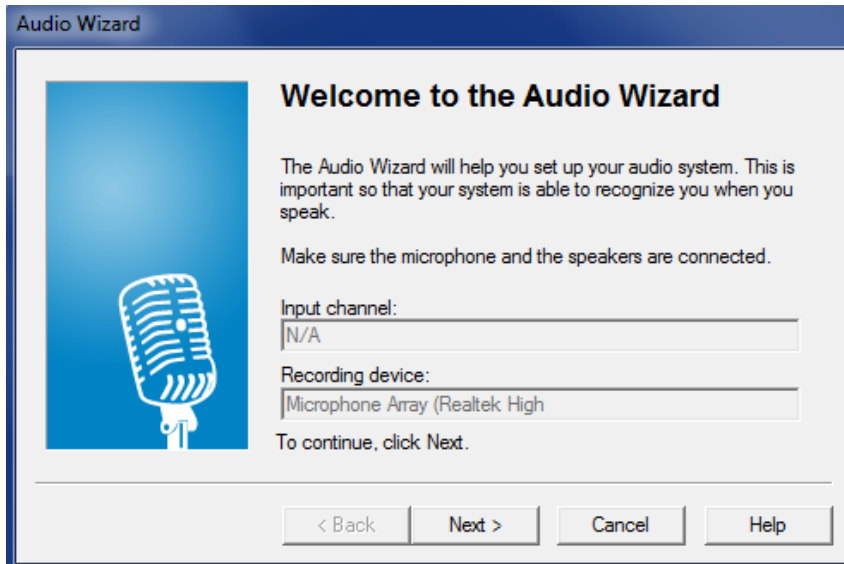 Audio Wizard
Welcome to the Audio Wizard
The Audio Wizard will help you set up your audio system. This is
important so that your system is able to recognize you when you
speak.
Make sure the microphone and the speakers are connected.
Input channel:
N/A
Recording device:
Microphone Array (Realtek High
To continue, click Next.
< Back Next > Cancel Help